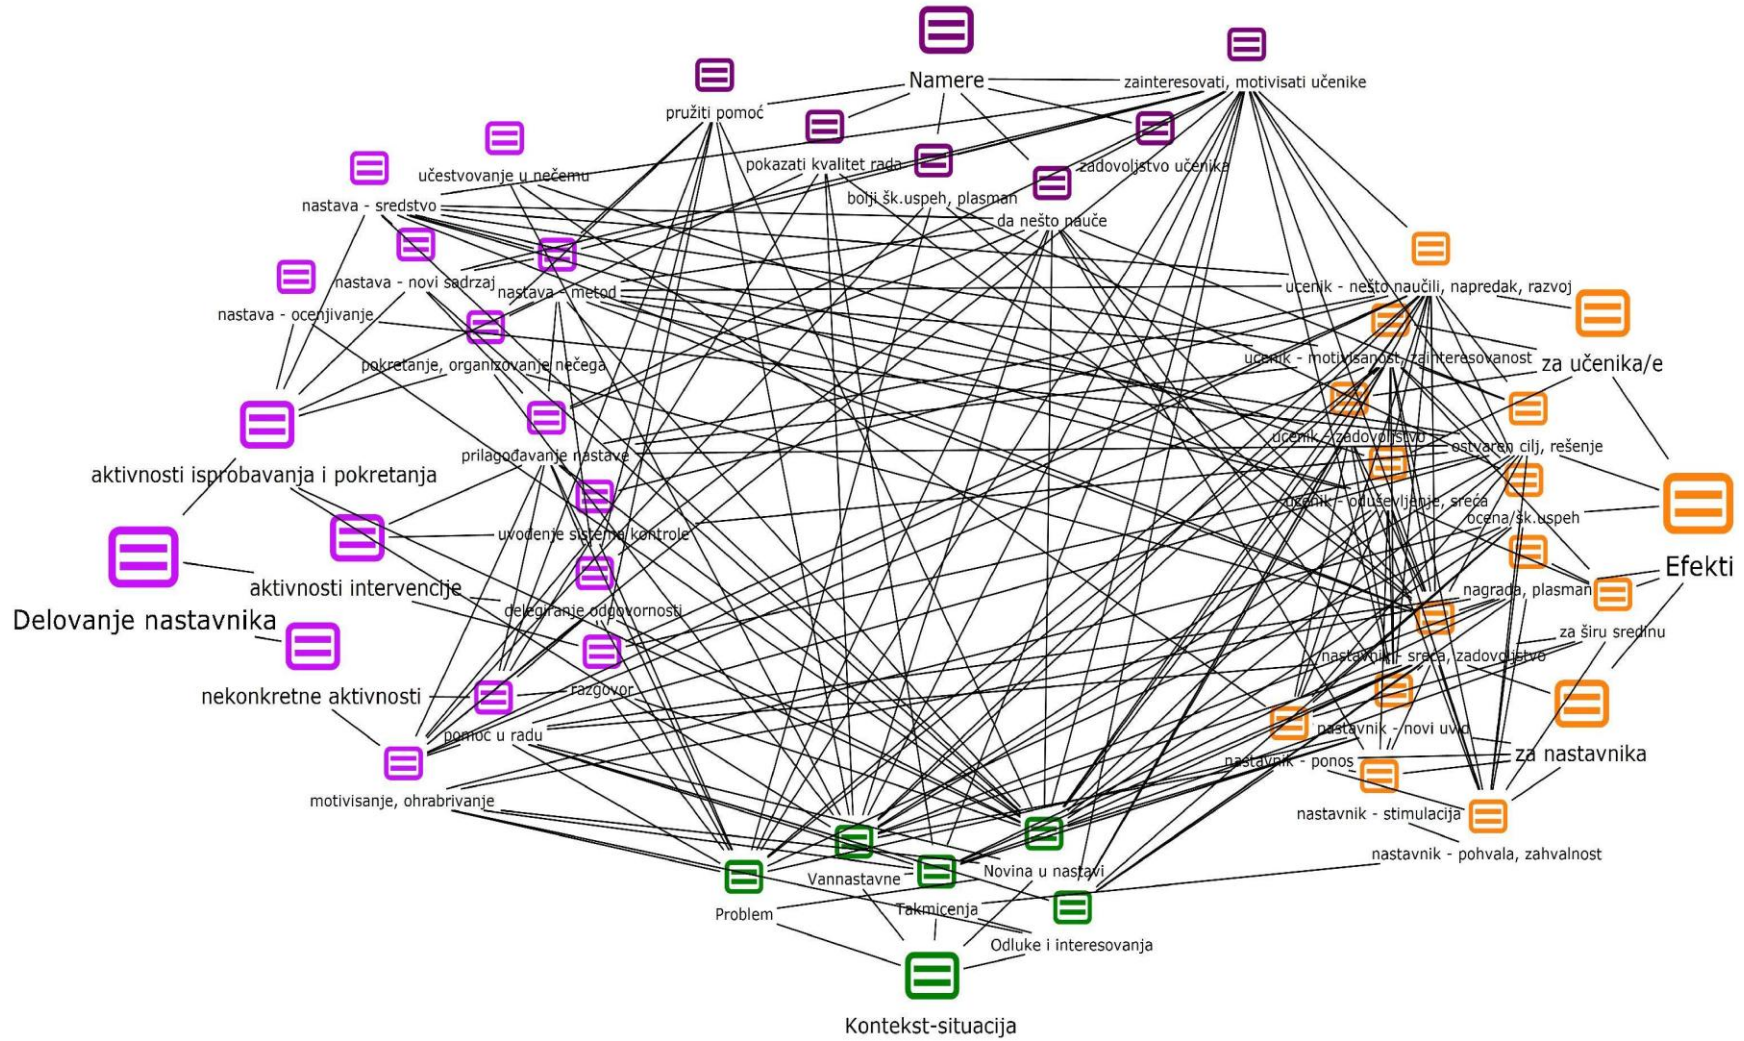 Namere
zainteresovati, motivisati učenike
pružiti pomoć
pokazati kvalitet rada
zadovoljstvo učenika
učestvovanje u nečemu
bolji šk.uspeh, plasman
nastava - sredstvo
da nešto nauče
nastava - novi sadrzaj
nastava - metod
ucenik - nešto naučili, napredak, razvoj
nastava - ocenjivanje
pokretanje, organizovanje nečega
ucenik - motivisanost, zainteresovanost
za učenika/e
ucenik - zadovoljstvo
ostvaren cilj, rešenje
prilagođavanje nastave
aktivnosti isprobavanja i pokretanja
ucenik - oduševljenje, sreća
ocena/šk.uspeh
uvođenje sistema kontrole
Efekti
aktivnosti intervencije
nagrada, plasman
delegiranje odgovornosti
Delovanje nastavnika
za širu sredinu
nastavnik - sreća, zadovoljstvo
razgovor
nekonkretne aktivnosti
nastavnik - novi uvid
pomoć u radu
za nastavnika
nastavnik - ponos
motivisanje, ohrabrivanje
nastavnik - stimulacija
nastavnik - pohvala, zahvalnost
Novina u nastavi
Vannastavne
Takmicenja
Problem
Odluke i interesovanja
Kontekst-situacija